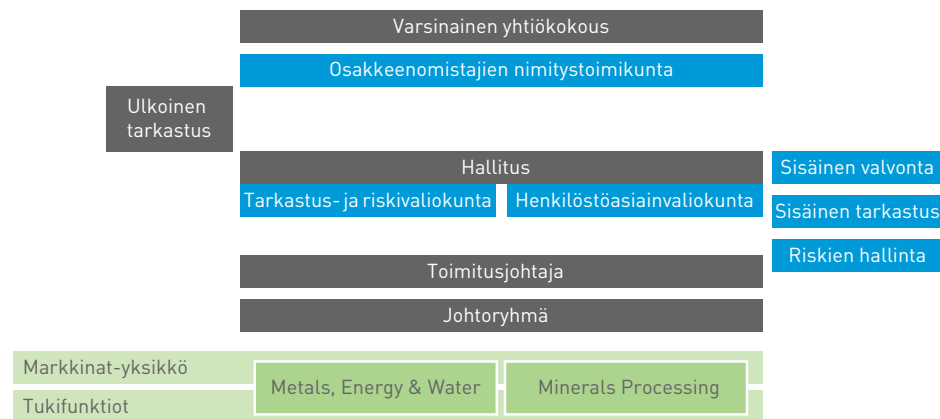 Varsinainen yhtiökokous
Osakkeenomistajien nimitystoimikunta
Ulkoinen
tarkastus
Hallitus
Sisäinen valvonta
Tarkastus- ja riskivaliokunta
Henkilöstöasiainvaliokunta
Sisäinen tarkastus
Riskien hallinta
Toimitusjohtaja
Johtoryhmä
Markkinat-yksikkö
Metals, Energy & Water
Minerals Processing
Tukifunktiot